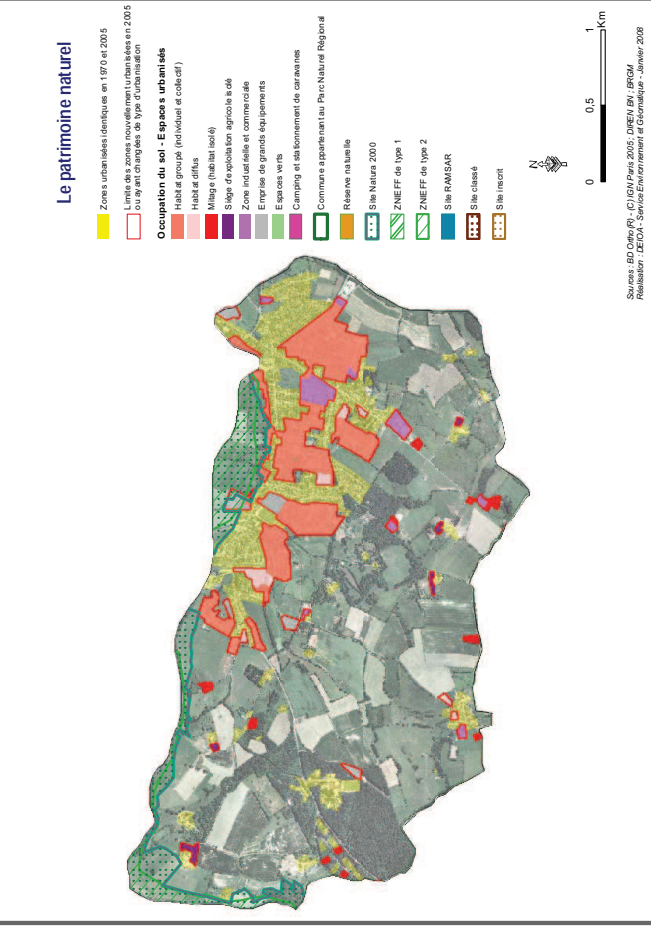 Le patrimoine naturel
Zones urbanisées identiques en 1970 et 2005
Limite des zones nouvellement urbanisées en 2005
ou ayant changées de type d'urbanisation
Occupation du sol - Espaces urbanisés
Habitat groupé (individuel et collectif)
Habitat diffus
Mitage (habitat isolé)
Siège d'exploitation agricole isolé
Zone industrielle et commerciale
Emprise de grands équipements
Espaces verts
Camping et stationnement de caravanes
Commune appartenant au Parc Naturel Régional
Réserve naturelle
Site Natura 2000
ZNIEFF de type 1
ZNIEFF de type 2
Site RAMSAR
Site classé
Site inscrit
N
0 0,5 1
Km
Sources : BD Ortho(R) - (C) IGN Paris 2005 ; DIREN BN ; BRGM
Réalisation : DEIOA - Service Environnement et Géomatique - Janvier 2008